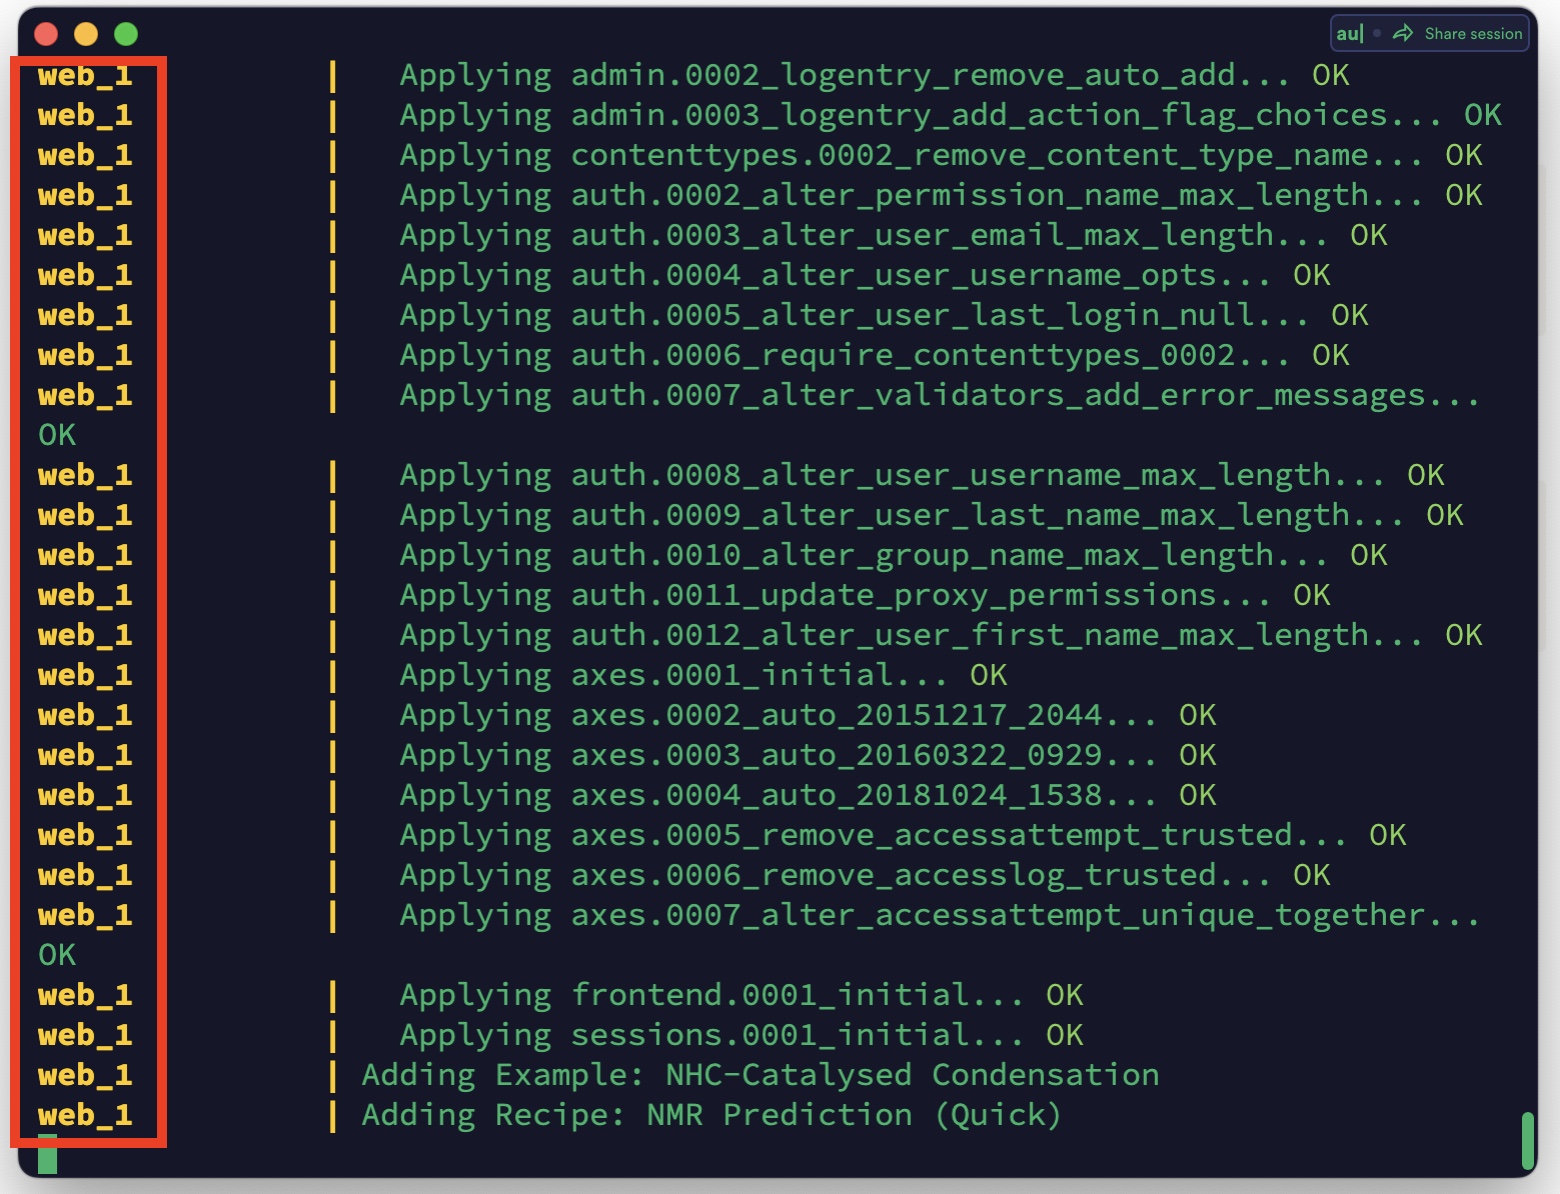 au| Share session
web_1 | Applying admin.0002_logentry_remove_auto_add... OK
web_1 | Applying admin.0003_logentry_add_action_flag_choices... OK
web_1 | Applying contenttypes.0002_remove_content_type_name... OK
web_1 | Applying auth.0002_alter_permission_name_max_length... OK
web_1 | Applying auth.0003_alter_user_email_max_length... OK
web_1 | Applying auth.0004_alter_user_username_opts... OK
web_1 | Applying auth.0005_alter_user_last_login_null... OK
web_1 | Applying auth.0006_require_contenttypes_0002... OK
web_1 | Applying auth.0007_alter_validators_add_error_messages...
OK
web_1 | Applying auth.0008_alter_user_username_max_length... OK
web_1 | Applying auth.0009_alter_user_last_name_max_length... OK
web_1 | Applying auth.0010_alter_group_name_max_length... OK
web_1 | Applying auth.0011_update_proxy_permissions... OK
web_1 | Applying auth.0012_alter_user_first_name_max_length... OK
web_1 | Applying axes.0001_initial... OK
web_1 | Applying axes.0002_auto_20151217_2044... OK
web_1 | Applying axes.0003_auto_20160322_0929... OK
web_1 | Applying axes.0004_auto_20181024_1538... OK
web_1 | Applying axes.0005_remove_accessattempt_trusted... OK
web_1 | Applying axes.0006_remove_accesslog_trusted... OK
web_1 | Applying axes.0007_alter_accessattempt_unique_together...
OK
web_1 | Applying frontend.0001_initial... OK
web_1 | Applying sessions.0001_initial... OK
web_1 | Adding Example: NHC-Catalysed Condensation
web_1 | Adding Recipe: NMR Prediction (Quick)